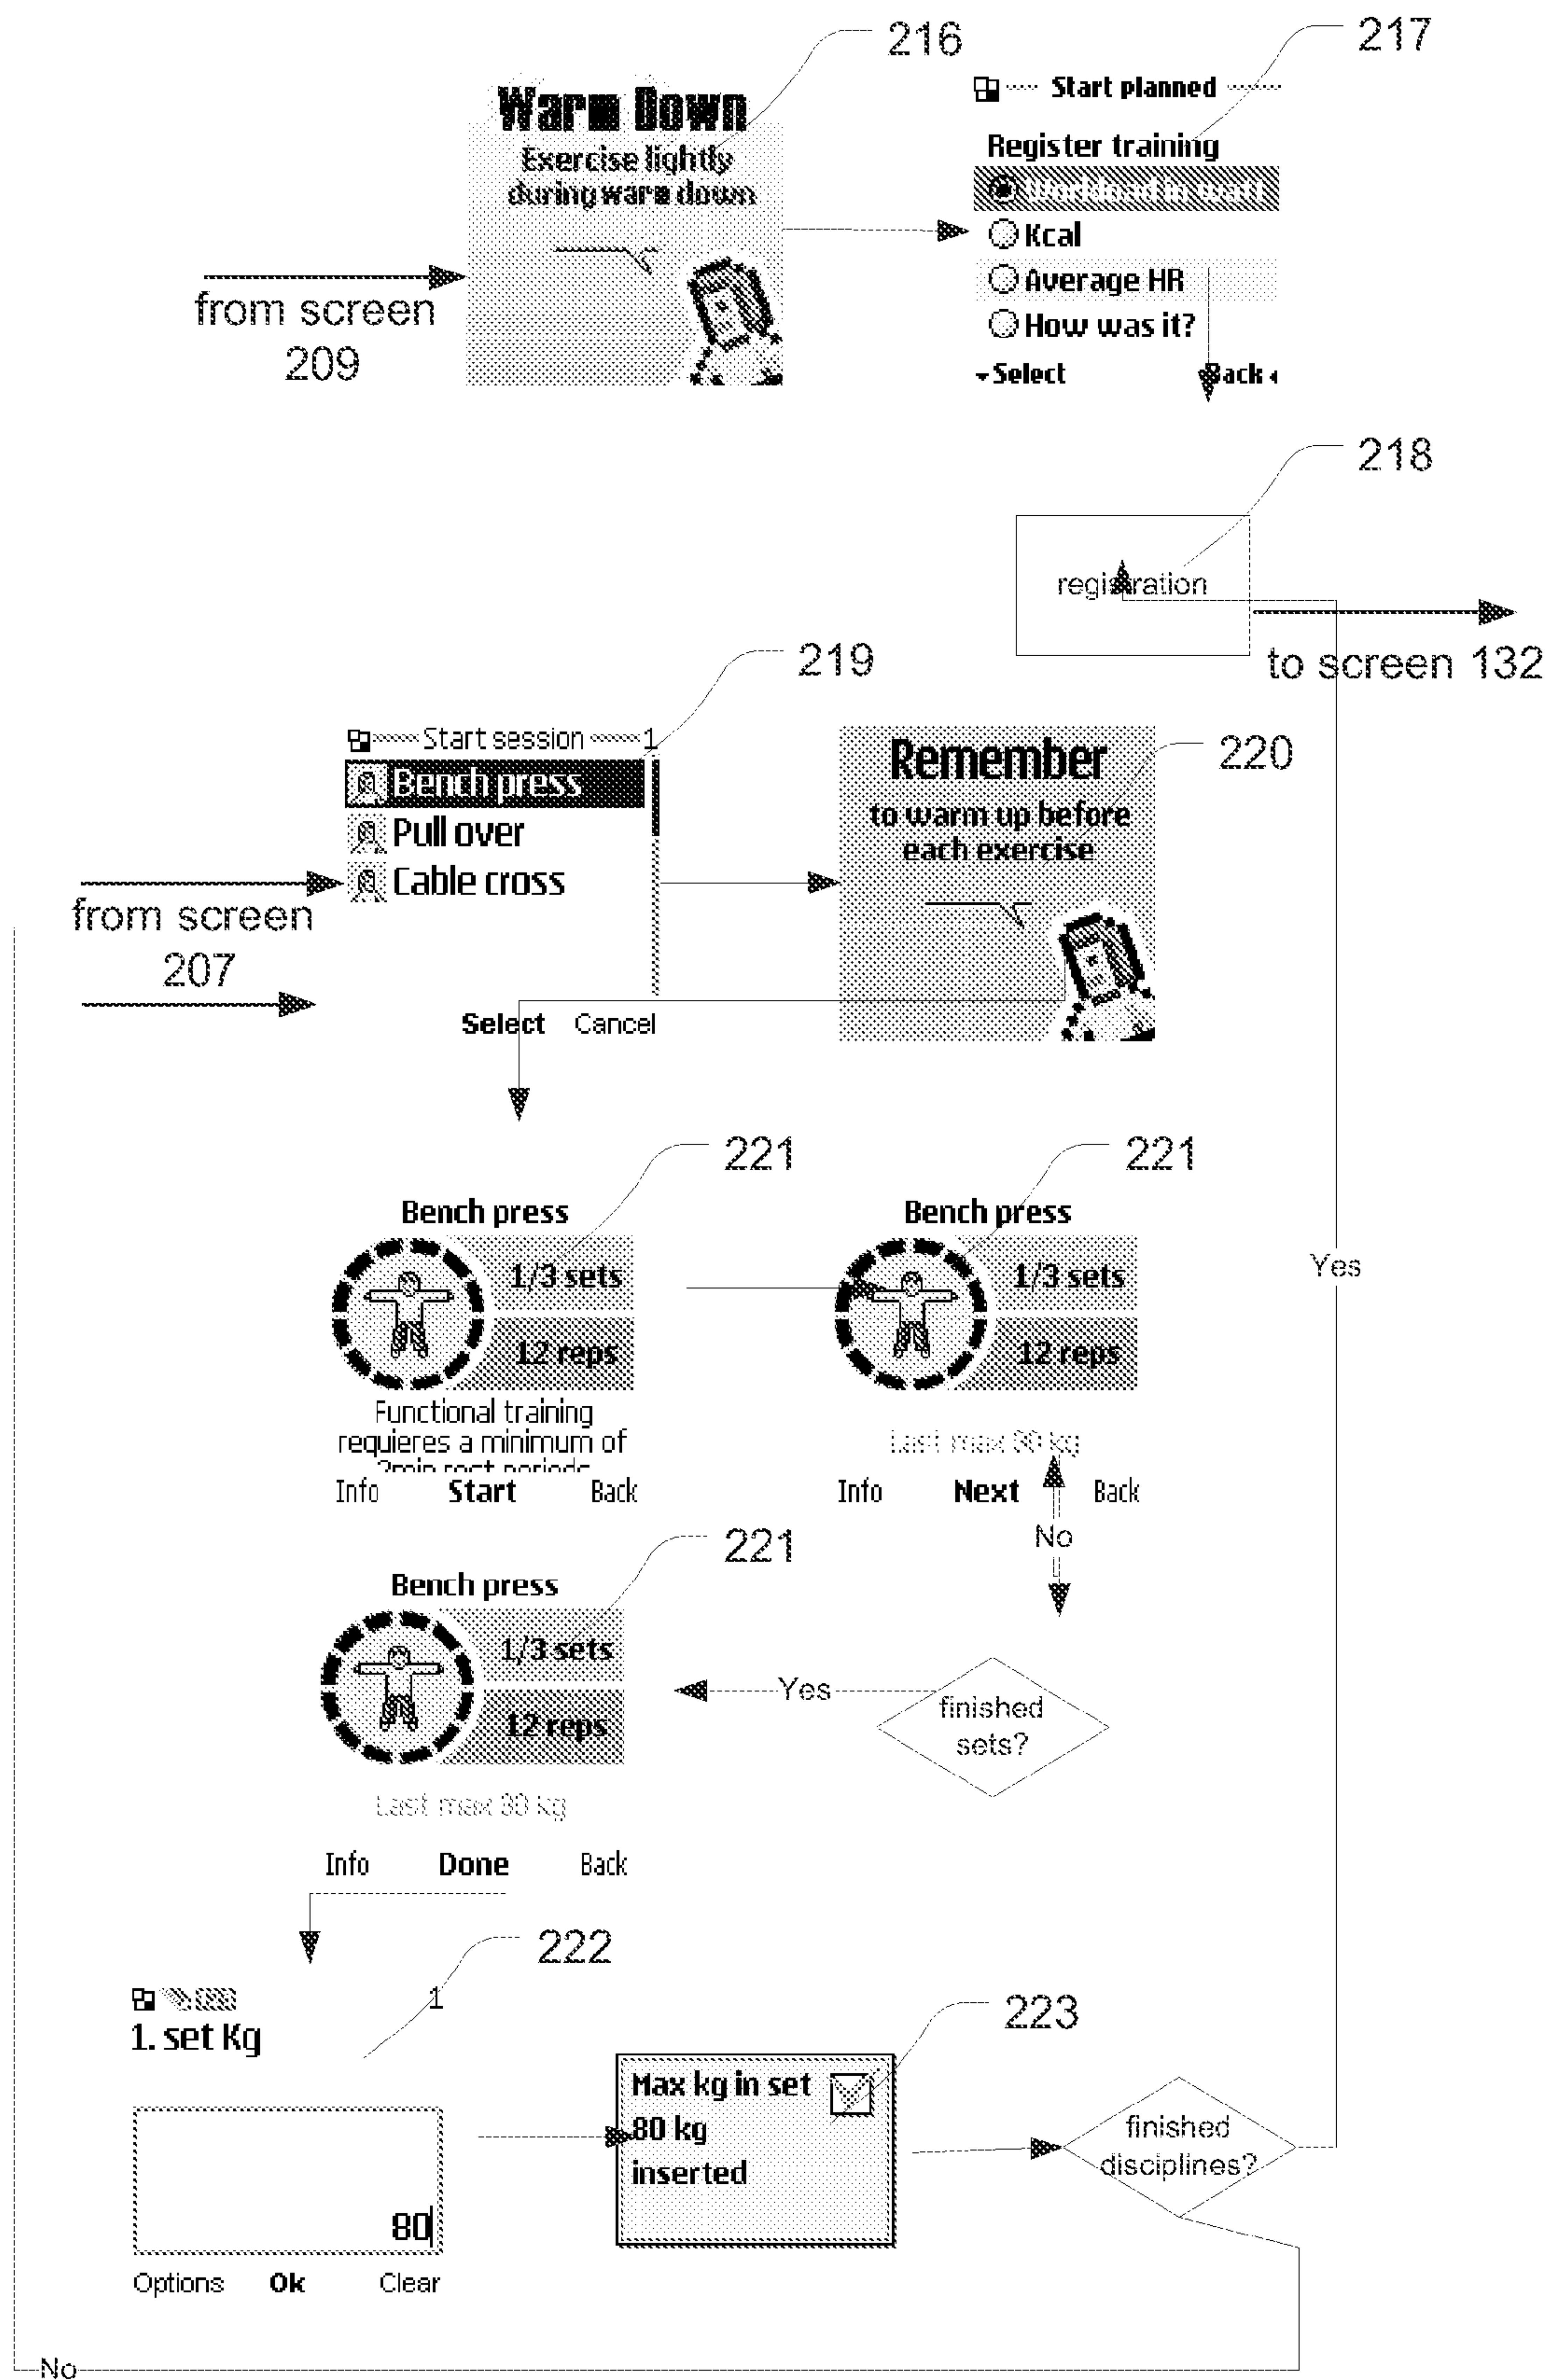 216
217
Warm Down
Exercise lightly
during warm down
Start planned
Register training
Workload in watt
Kcal
Average HR
How was it?
Select Back
from screen
209
218
registration
to screen 132
219
Start session 1
Bench press
Pull over
Cable cross
Select Cancel
from screen
207
220
Remember
to warm up before
each exercise
221
Bench press
1/3 sets
12 reps
Functional training
requieres a minimum of
2min rest periods
Info Start Back
221
Bench press
1/3 sets
12 reps
Last max 80 kg
Info Next Back
Yes
No
221
Bench press
1/3 sets
12 reps
Last max 80 kg
Info Done Back
Yes
finished
sets?
222
1
1. set Kg
80
Options Ok Clear
223
Max kg in set
80 kg
inserted
finished
disciplines?
No